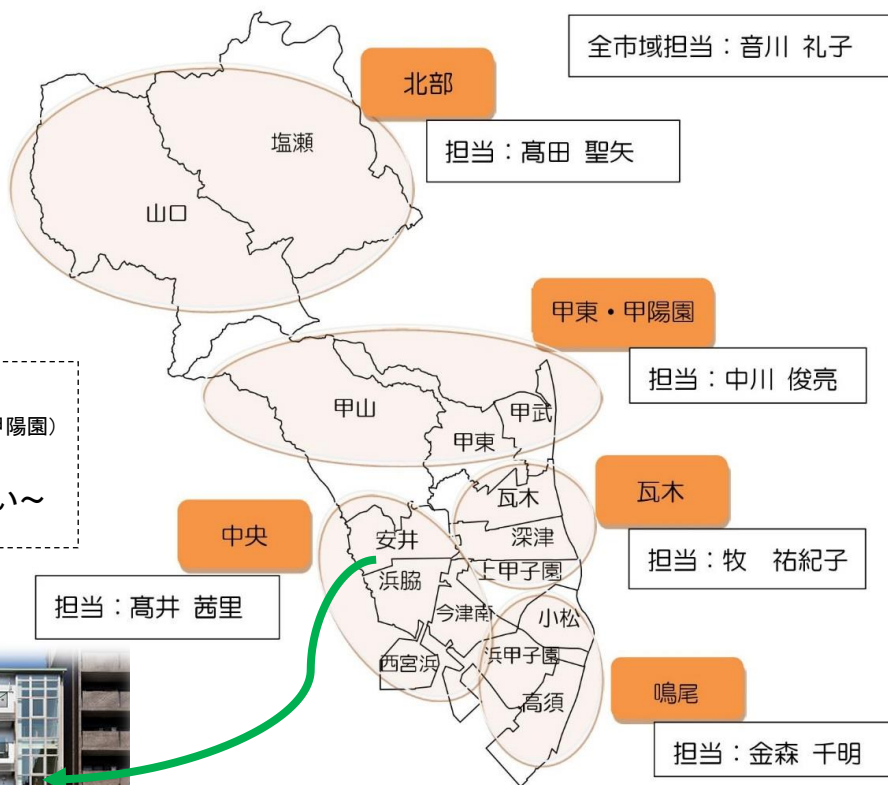 全市域担当：音川 礼子
北部
担当：髙田 聖矢
塩瀬
山口
甲東・甲陽園
担当：中川 俊亮
甲陽園）
い～
甲山
甲武
甲東
瓦木
瓦木
担当：牧　祐紀子
中央
担当：髙井 茜里
安井
深津
上甲子園
浜脇
今津南
小松
西宮浜
浜甲子園
高須
鳴尾
担当：金森 千明